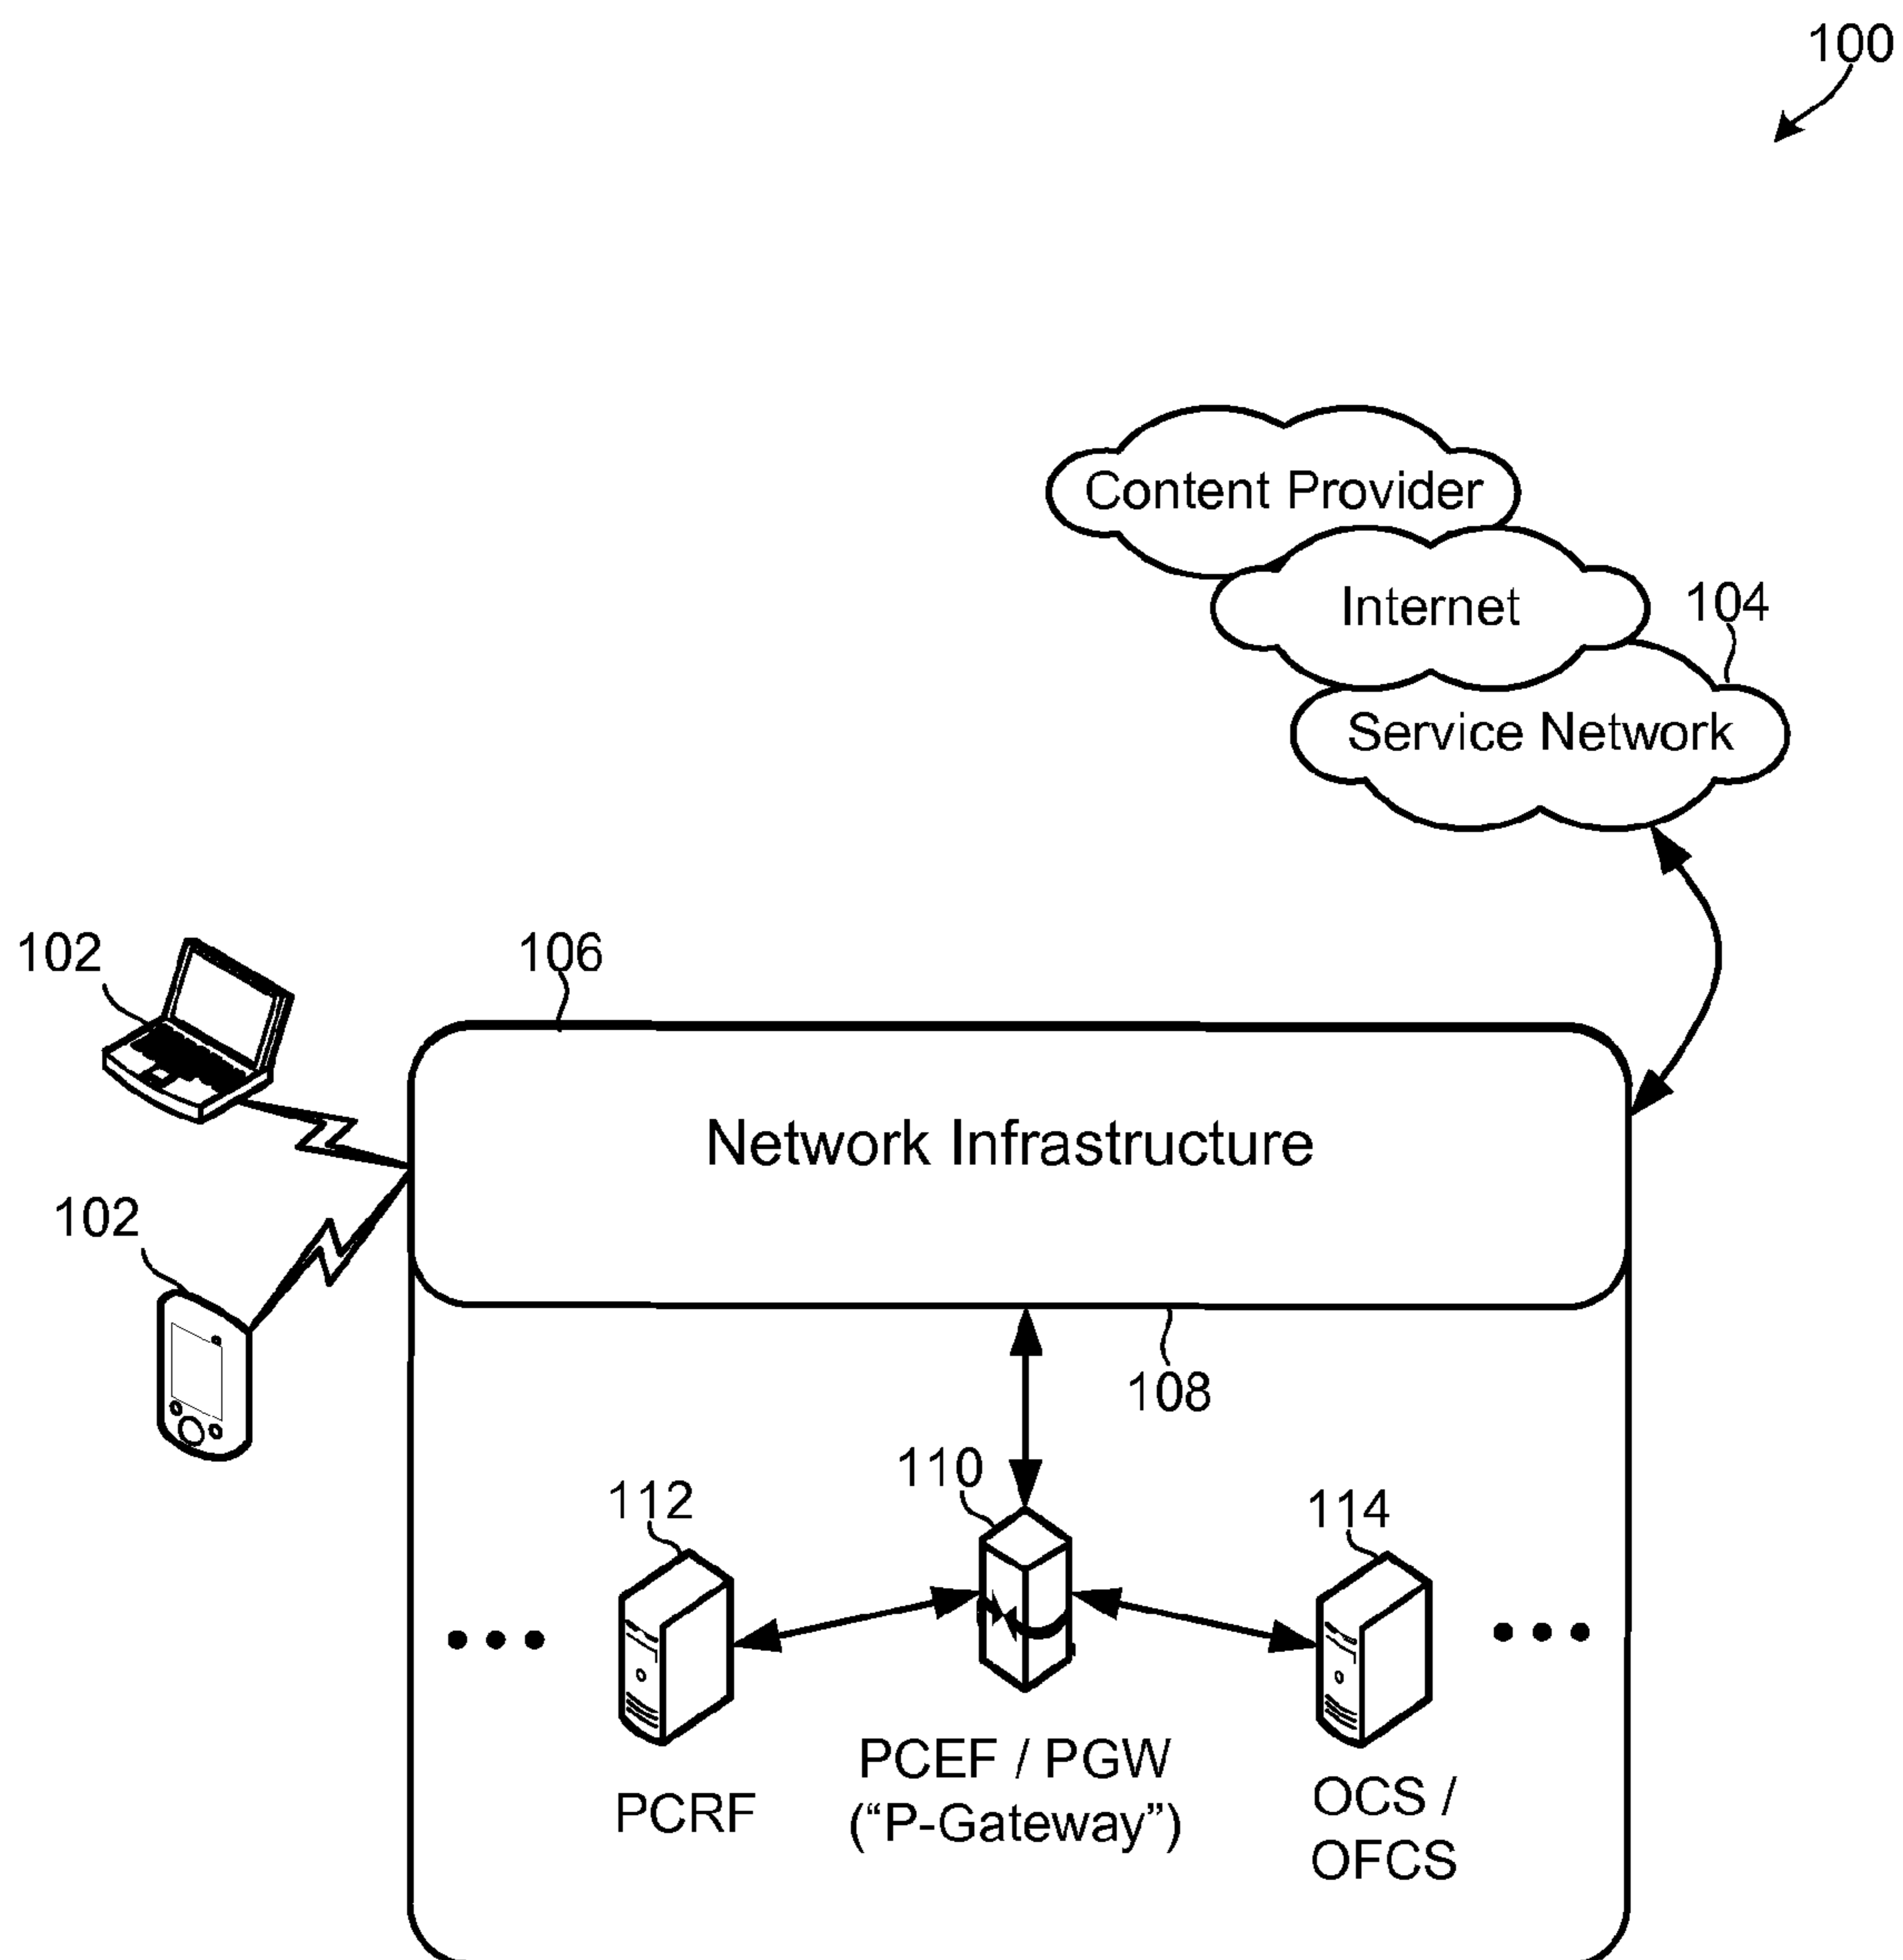 100
Content Provider
Internet
104
Service Network
102
106
Network Infrastructure
102
108
110
112
114
PCEF / PGW
(“P-Gateway”)
PCRF
OCS /
OFCS